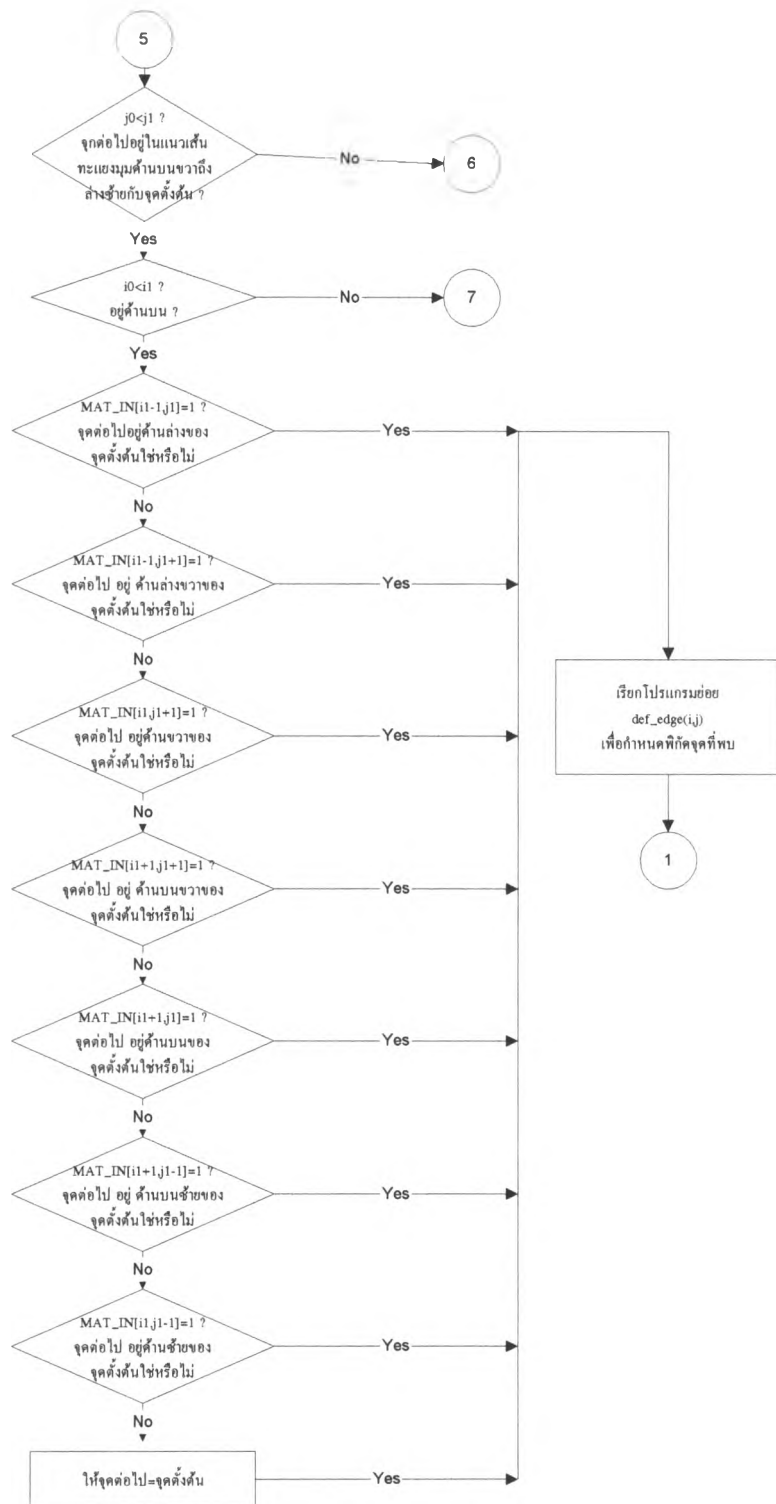 5
j0<j1 ?
จุกต่อไปอยู่ในแนวเส้น
ทะแยงมุมด้านบนขวาถึง
ล่างซ้ายกับจุดตั้งต้น ?
No
6
Yes
i0<i1 ?
อยู่ด้านบน ?
No
7
Yes
MAT_IN[i1-1,j1]=1 ?
จุดต่อไปอยู่ด้านล่างของ
จุดตั้งต้นใช่หรือไม่
Yes
No
MAT_IN[i1-1,j1+1]=1 ?
จุดต่อไป อยู่ ด้านล่างขวาของ
จุดตั้งต้นใช่หรือไม่
Yes
No
MAT_IN[i1,j1+1]=1 ?
จุดต่อไป อยู่ด้านขวาของ
จุดตั้งต้นใช่หรือไม่
Yes
เรียกโปรแกรมย่อย
def_edge(i,j)
เพื่อกำหนดพิกัดจุดที่พบ
No
MAT_IN[i1+1,j1+1]=1 ?
จุดต่อไป อยู่ ด้านบนขวาของ
จุดตั้งต้นใช่หรือไม่
Yes
1
No
MAT_IN[i1+1,j1]=1 ?
จุดต่อไป อยู่ด้านบนของ
จุดตั้งต้นใช่หรือไม่
Yes
No
MAT_IN[i1+1,j1-1]=1 ?
จุดต่อไป อยู่ ด้านบนซ้ายของ
จุดตั้งต้นใช่หรือไม่
Yes
No
MAT_IN[i1,j1-1]=1 ?
จุดต่อไป อยู่ด้านซ้ายของ
จุดตั้งต้นใช่หรือไม่
Yes
No
ให้จุดต่อไป=จุดตั้งต้น
Yes